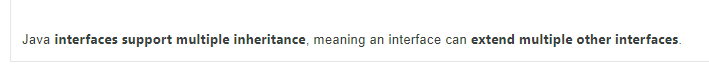 Java interfaces support multiple inheritance, meaning an interface can extend multiple other interfaces.